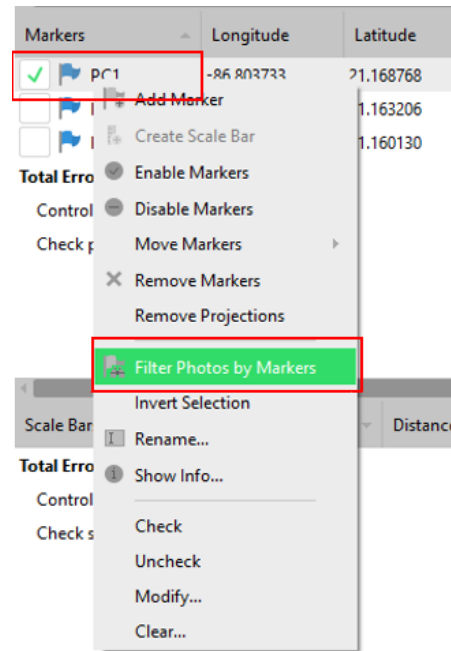 Markers Longitude Latitude
PC1 -86.803733 21.168768
Add Marker 1.163206
Create Scale Bar 1.160130
Total Erro Enable Markers
Control Disable Markers
Check p Move Markers
Remove Markers
Remove Projections
Filter Photos by Markers
Invert Selection
Scale Bar Distanc
Rename...
Total Erro Show Info...
Control
Check s Check
Uncheck
Modify...
Clear...